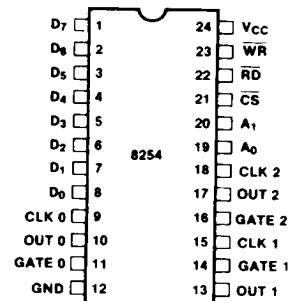 D7 1 24 VCC
D6 2 23 WR
D5 3 22 RD
D4 4 21 CS
D3 5 20 A1
D2 6 8254 19 A0
D1 7 18 CLK 2
D0 8 17 OUT 2
CLK 0 9 16 GATE 2
OUT 0 10 15 CLK 1
GATE 0 11 14 GATE 1
GND 12 13 OUT 1